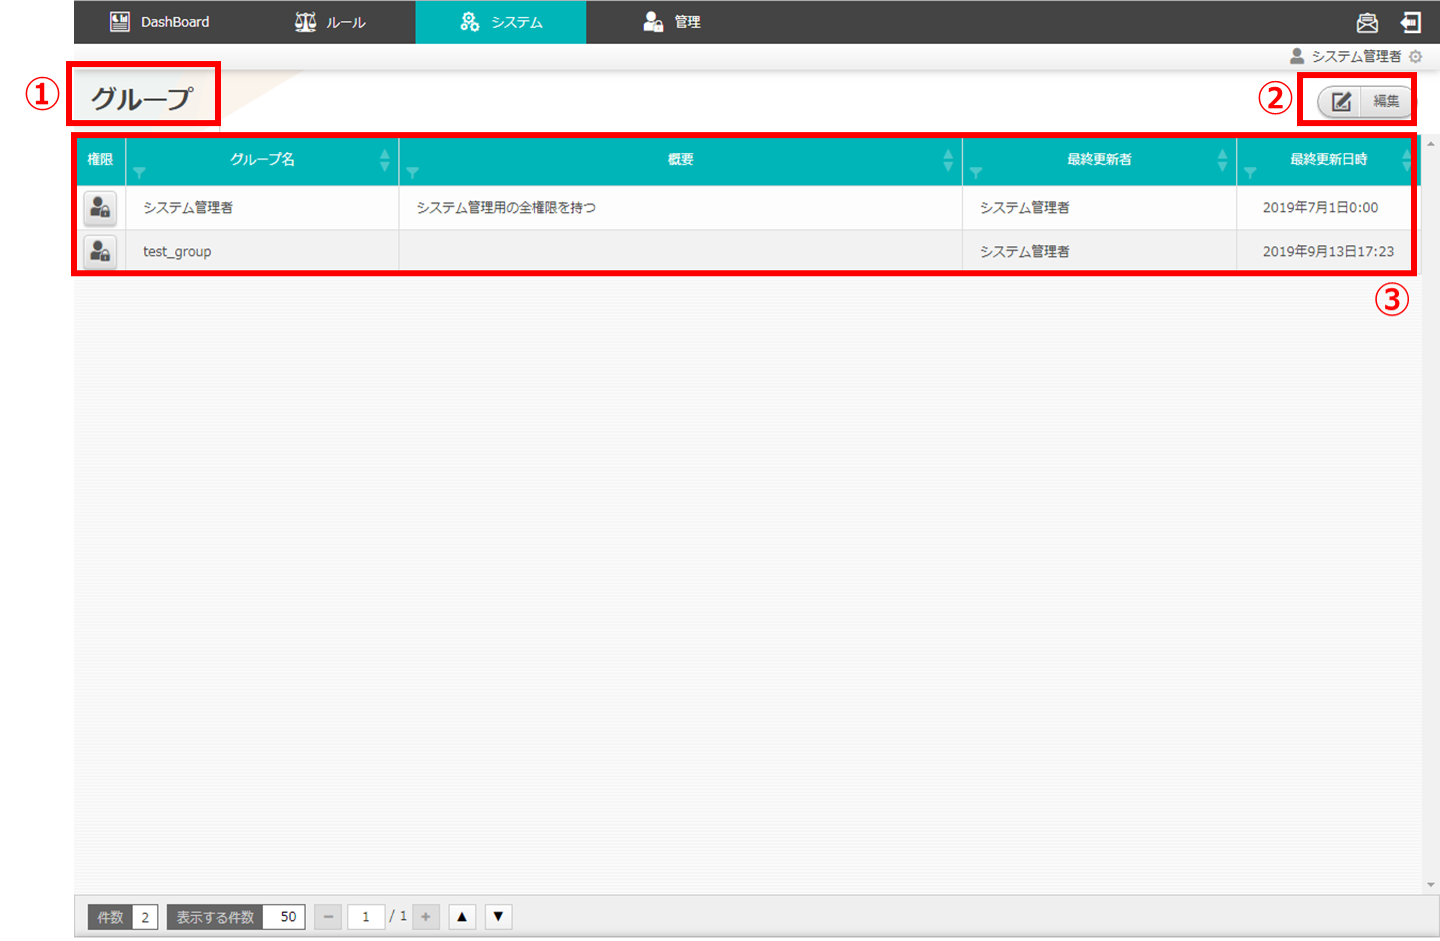 DashBoard ルール システム 管理
システム管理者
① グループ ② 編集
権限 グループ名 概要 最終更新者 最終更新日時
システム管理者 システム管理用の全権限を持つ システム管理者 2019年7月1日0:00
test_group システム管理者 2019年9月13日17:23
③
件数 2 表示する件数 50 − 1 / 1 + ▲ ▼